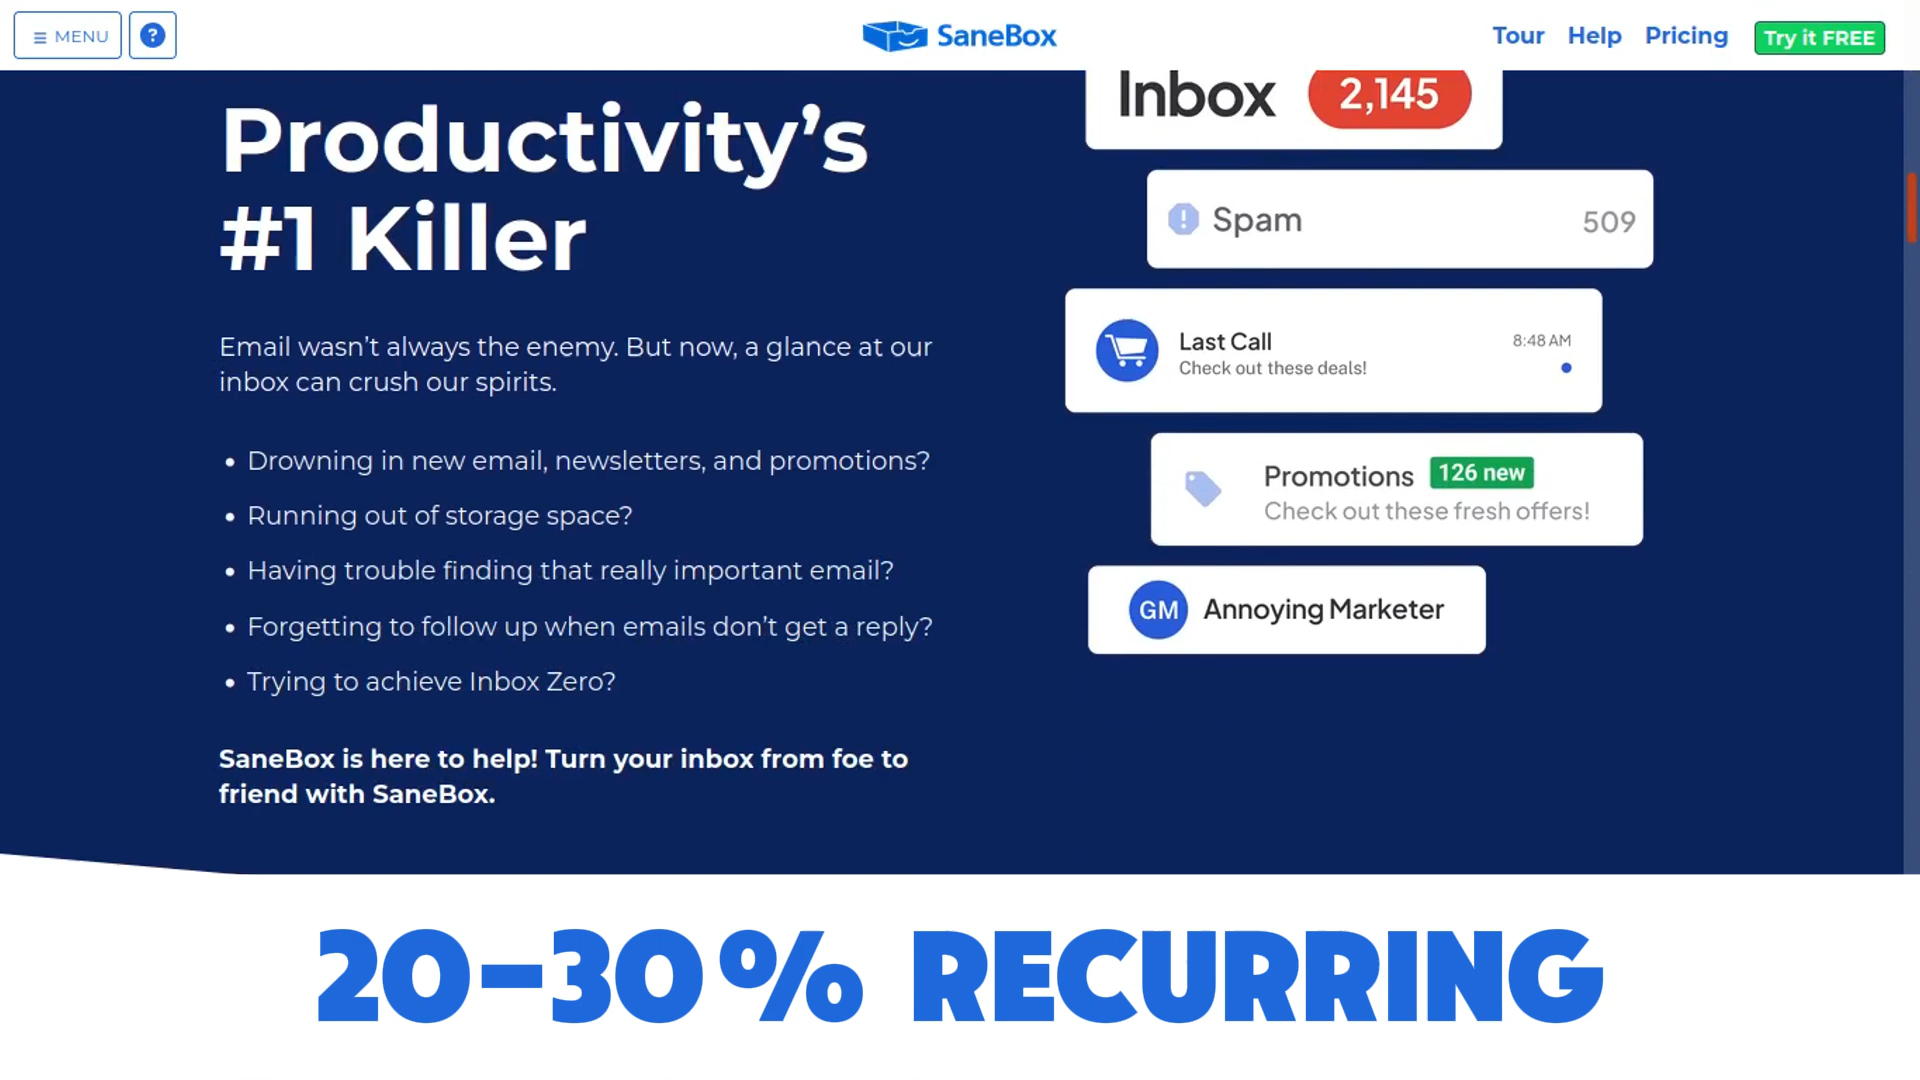 MENU
?
SaneBox
Tour
Help
Pricing
Try it FREE
Productivity’s
#1 Killer
Email wasn’t always the enemy. But now, a glance at our
inbox can crush our spirits.
• Drowning in new email, newsletters, and promotions?
• Running out of storage space?
• Having trouble finding that really important email?
• Forgetting to follow up when emails don’t get a reply?
• Trying to achieve Inbox Zero?
SaneBox is here to help! Turn your inbox from foe to
friend with SaneBox.
Inbox 2,145
! Spam 509
Last Call 8:48 AM
Check out these deals!
Promotions 126 new
Check out these fresh offers!
GM Annoying Marketer
20–30% RECURRING